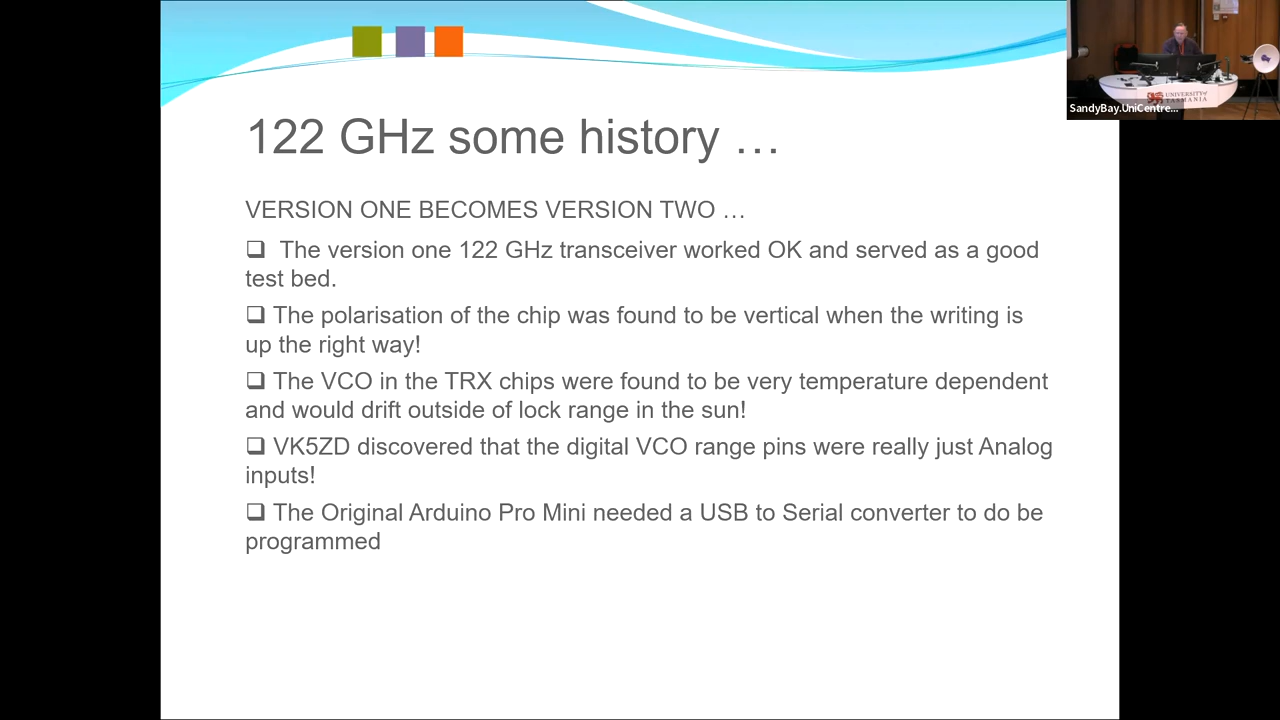 SandyBay.UniCentre...
UNIVERSITY of
TASMANIA
122 GHz some history …
VERSION ONE BECOMES VERSION TWO …
❑ The version one 122 GHz transceiver worked OK and served as a good
test bed.
❑ The polarisation of the chip was found to be vertical when the writing is
up the right way!
❑ The VCO in the TRX chips were found to be very temperature dependent
and would drift outside of lock range in the sun!
❑ VK5ZD discovered that the digital VCO range pins were really just Analog
inputs!
❑ The Original Arduino Pro Mini needed a USB to Serial converter to do be
programmed